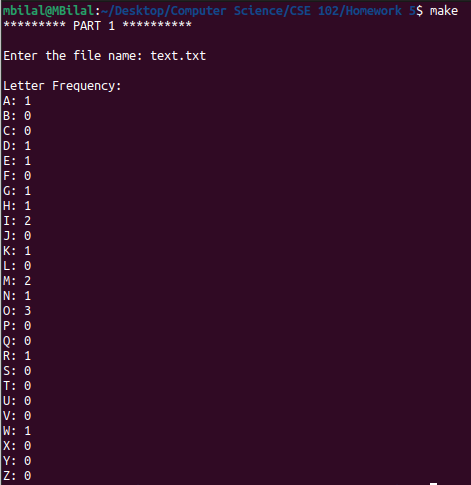 mbilal@MBilal:~/Desktop/Computer Science/CSE 102/Homework 5$ make
********* PART 1 **********
Enter the file name: text.txt
Letter Frequency:
A: 1
B: 0
C: 0
D: 1
E: 1
F: 0
G: 1
H: 1
I: 2
J: 0
K: 1
L: 0
M: 2
N: 1
O: 3
P: 0
Q: 0
R: 1
S: 0
T: 0
U: 0
V: 0
W: 1
X: 0
Y: 0
Z: 0